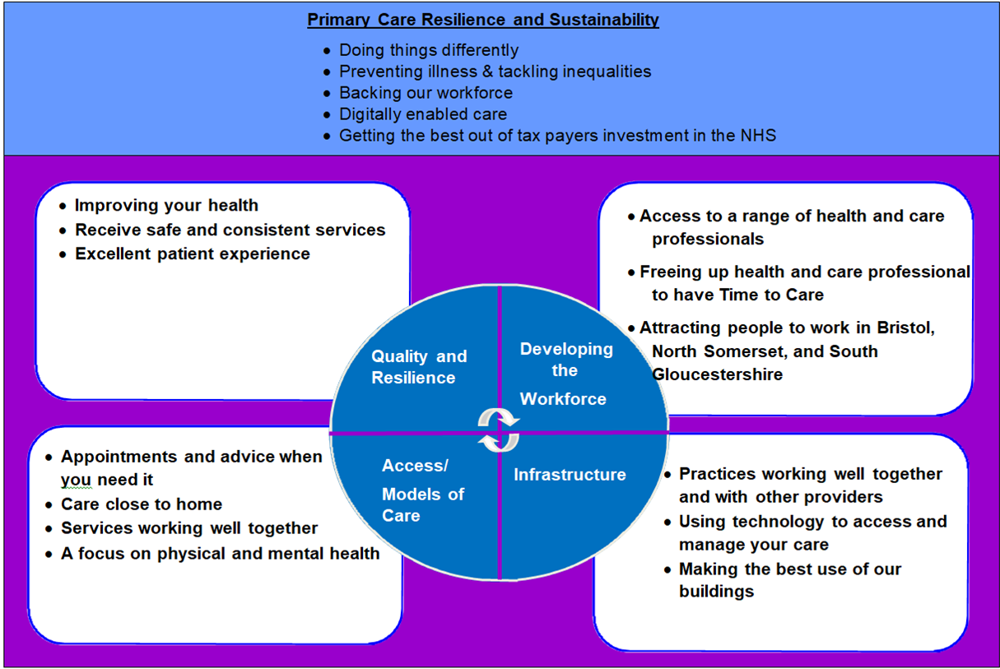 Primary Care Resilience and Sustainability
• Doing things differently
• Preventing illness & tackling inequalities
• Backing our workforce
• Digitally enabled care
• Getting the best out of tax payers investment in the NHS
• Improving your health
• Receive safe and consistent services
• Excellent patient experience
• Access to a range of health and care
professionals
• Freeing up health and care professional
to have Time to Care
• Attracting people to work in Bristol,
North Somerset, and South
Gloucestershire
Quality and
Resilience
Developing
the
Workforce
Access/
Models of
Care
Infrastructure
• Appointments and advice when
you need it
• Care close to home
• Services working well together
• A focus on physical and mental health
• Practices working well together
and with other providers
• Using technology to access and
manage your care
• Making the best use of our
buildings